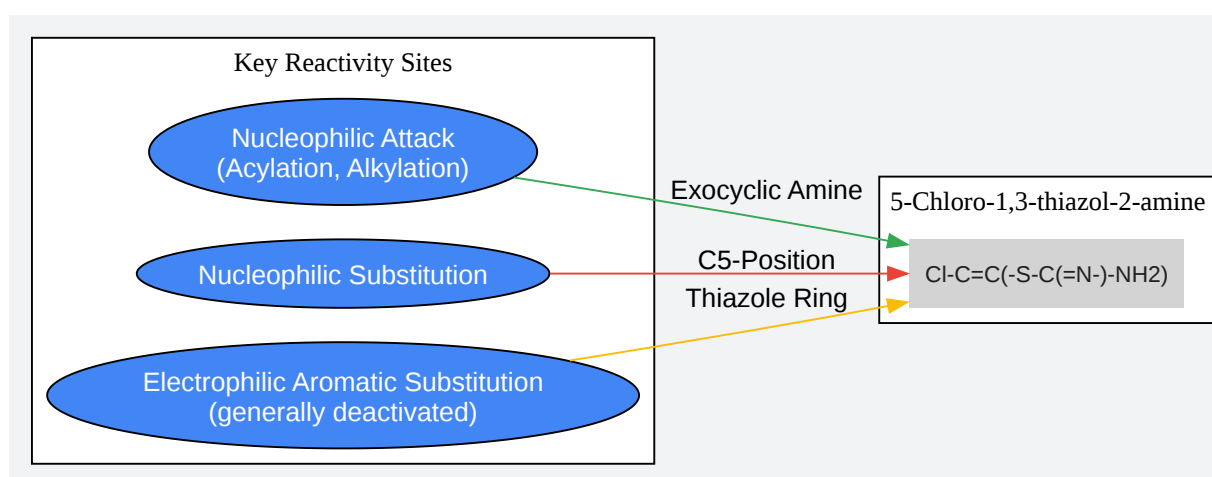 Key Reactivity Sites
Nucleophilic Attack
(Acylation, Alkylation)
Nucleophilic Substitution
Electrophilic Aromatic Substitution
(generally deactivated)
Exocyclic Amine
C5-Position
Thiazole Ring
5-Chloro-1,3-thiazol-2-amine
Cl-C=C(-S-C(=N-)-NH2)